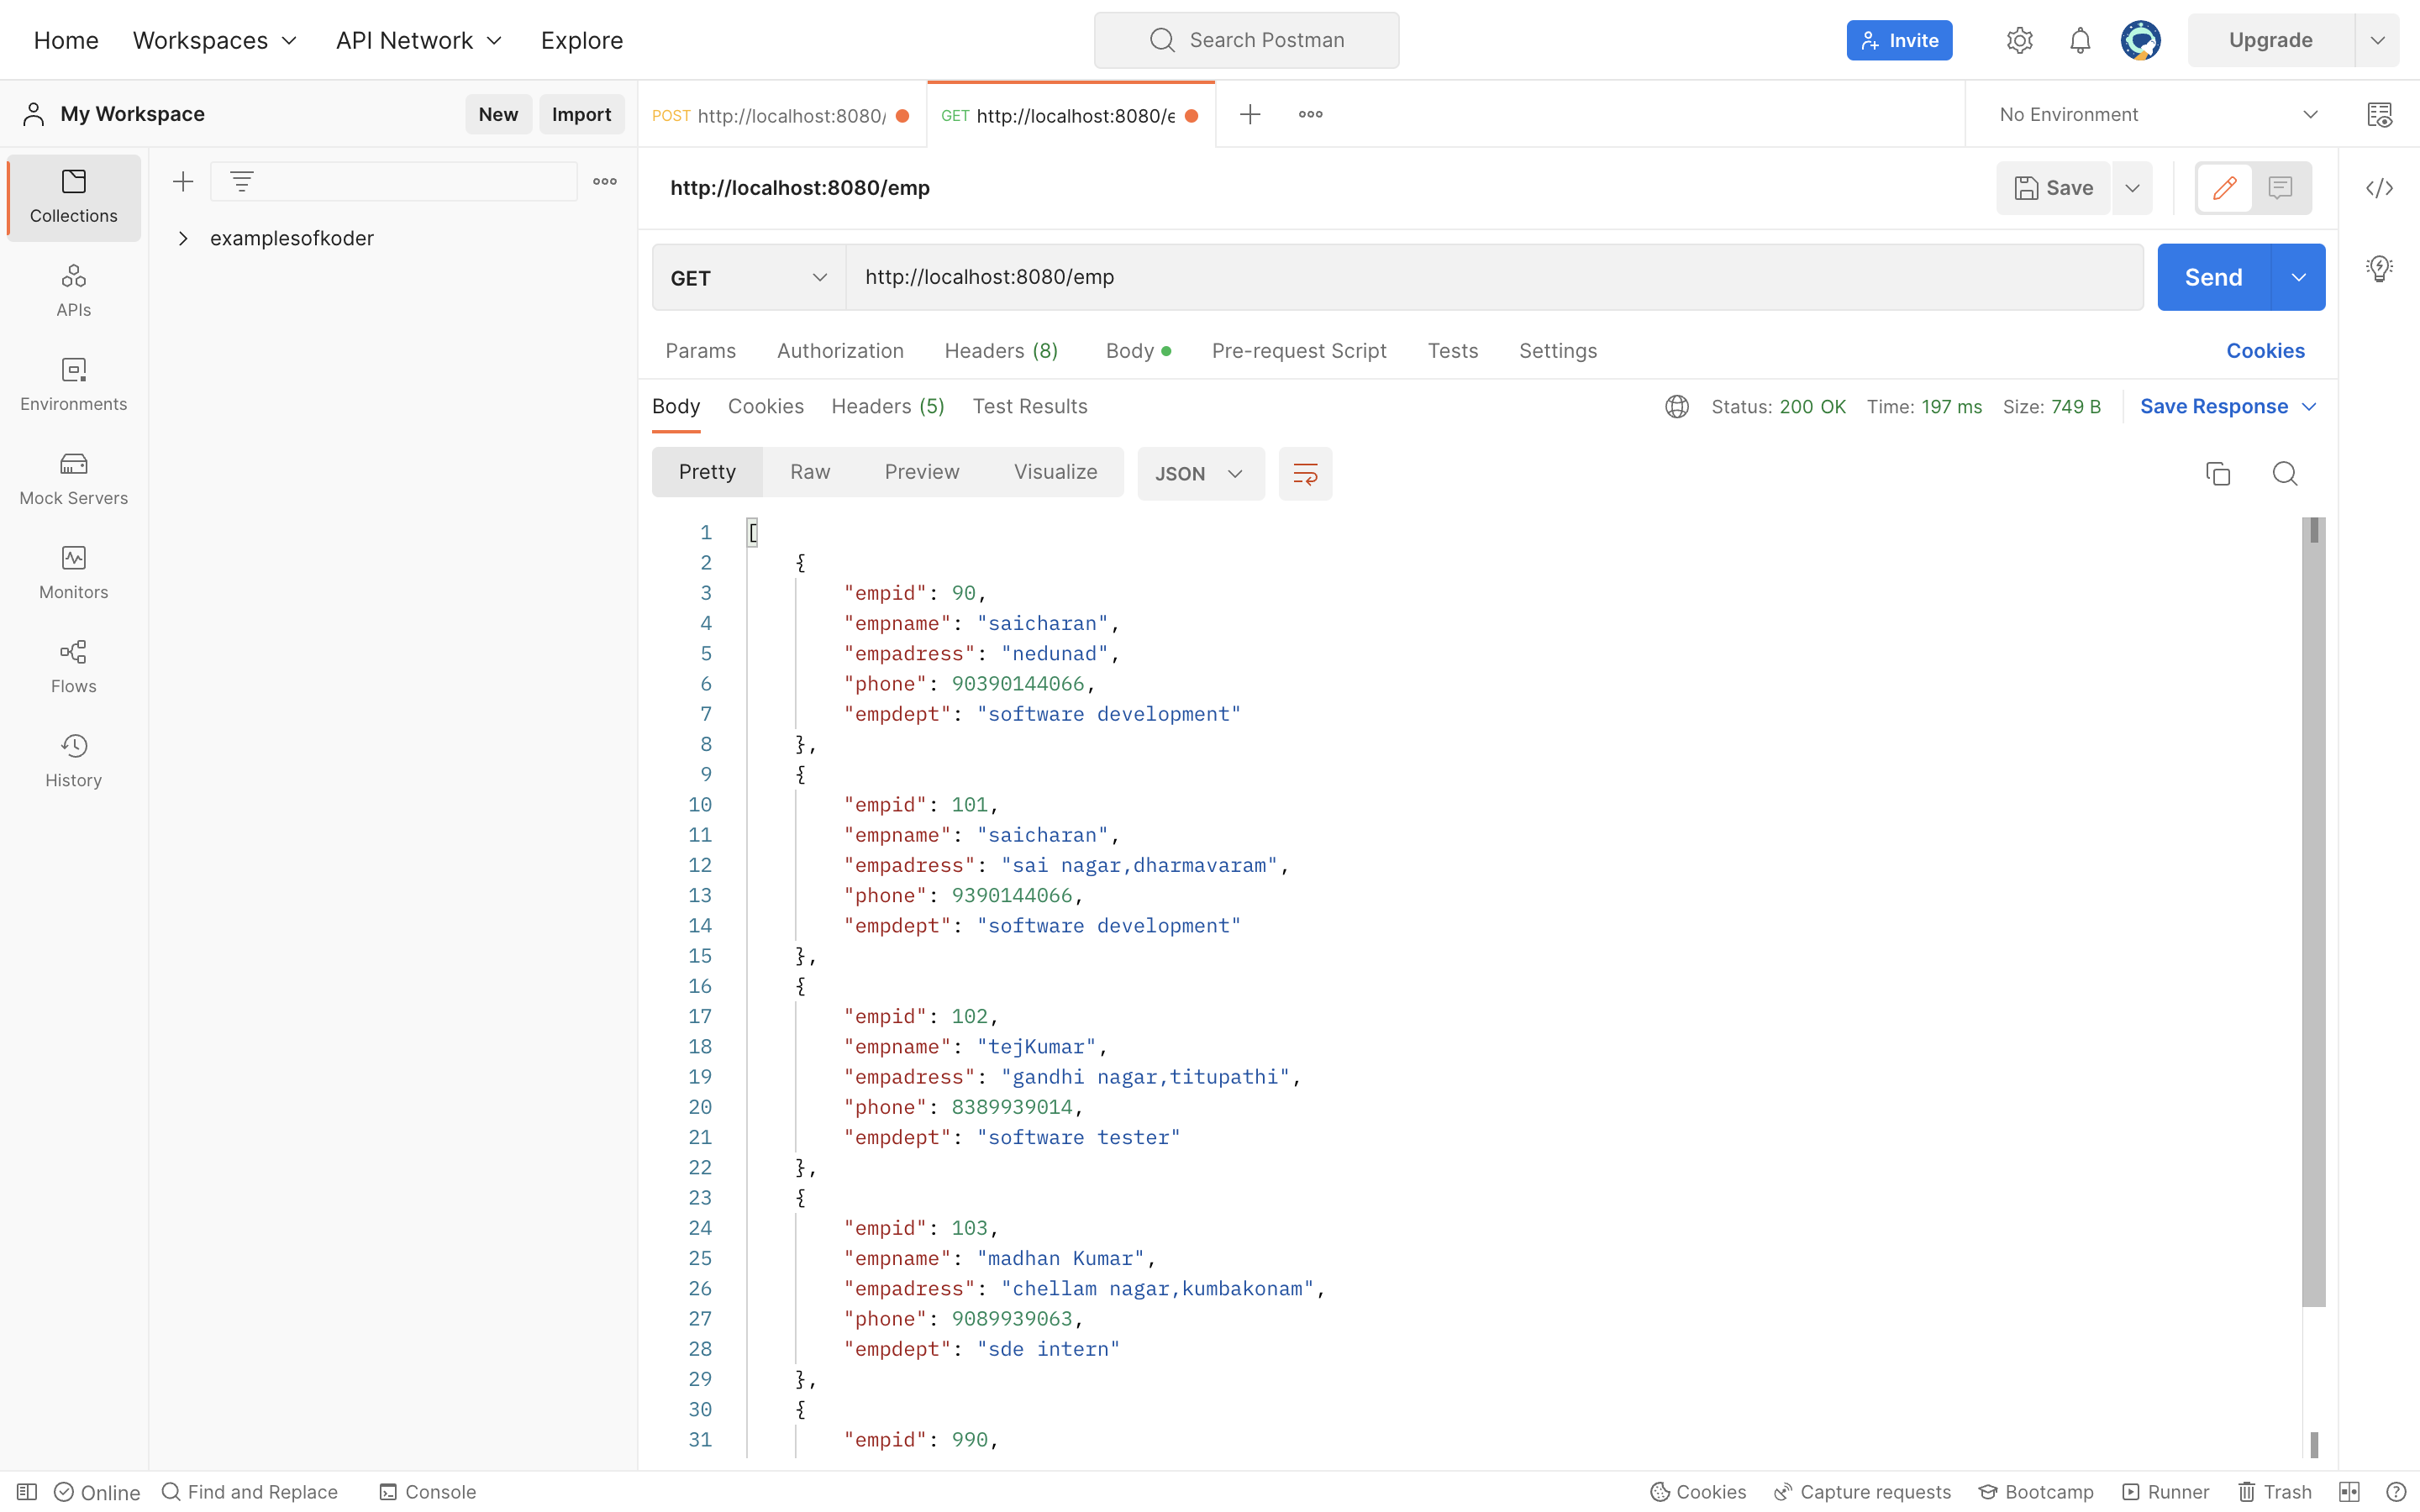 Home Workspaces API Network Explore Search Postman Invite Upgrade
My Workspace New Import POST http://localhost:8080/ GET http://localhost:8080/e ooo No Environment
Collections
ooo
http://localhost:8080/emp Save
examplesofkoder
GET http://localhost:8080/emp Send
APIs
Params Authorization Headers (8) Body Pre-request Script Tests Settings Cookies
Environments
Body Cookies Headers (5) Test Results Status: 200 OK Time: 197 ms Size: 749 B Save Response
Mock Servers
Pretty Raw Preview Visualize JSON
Monitors
Flows
History
1 [
2 {
3 "empid": 90,
4 "empname": "saicharan",
5 "empadress": "nedunad",
6 "phone": 90390144066,
7 "empdept": "software development"
8 },
9 {
10 "empid": 101,
11 "empname": "saicharan",
12 "empadress": "sai nagar,dharmavaram",
13 "phone": 9390144066,
14 "empdept": "software development"
15 },
16 {
17 "empid": 102,
18 "empname": "tejKumar",
19 "empadress": "gandhi nagar,titupathi",
20 "phone": 8389939014,
21 "empdept": "software tester"
22 },
23 {
24 "empid": 103,
25 "empname": "madhan Kumar",
26 "empadress": "chellam nagar,kumbakonam",
27 "phone": 9089939063,
28 "empdept": "sde intern"
29 },
30 {
31 "empid": 990,
Online Find and Replace Console Cookies Capture requests Bootcamp Runner Trash